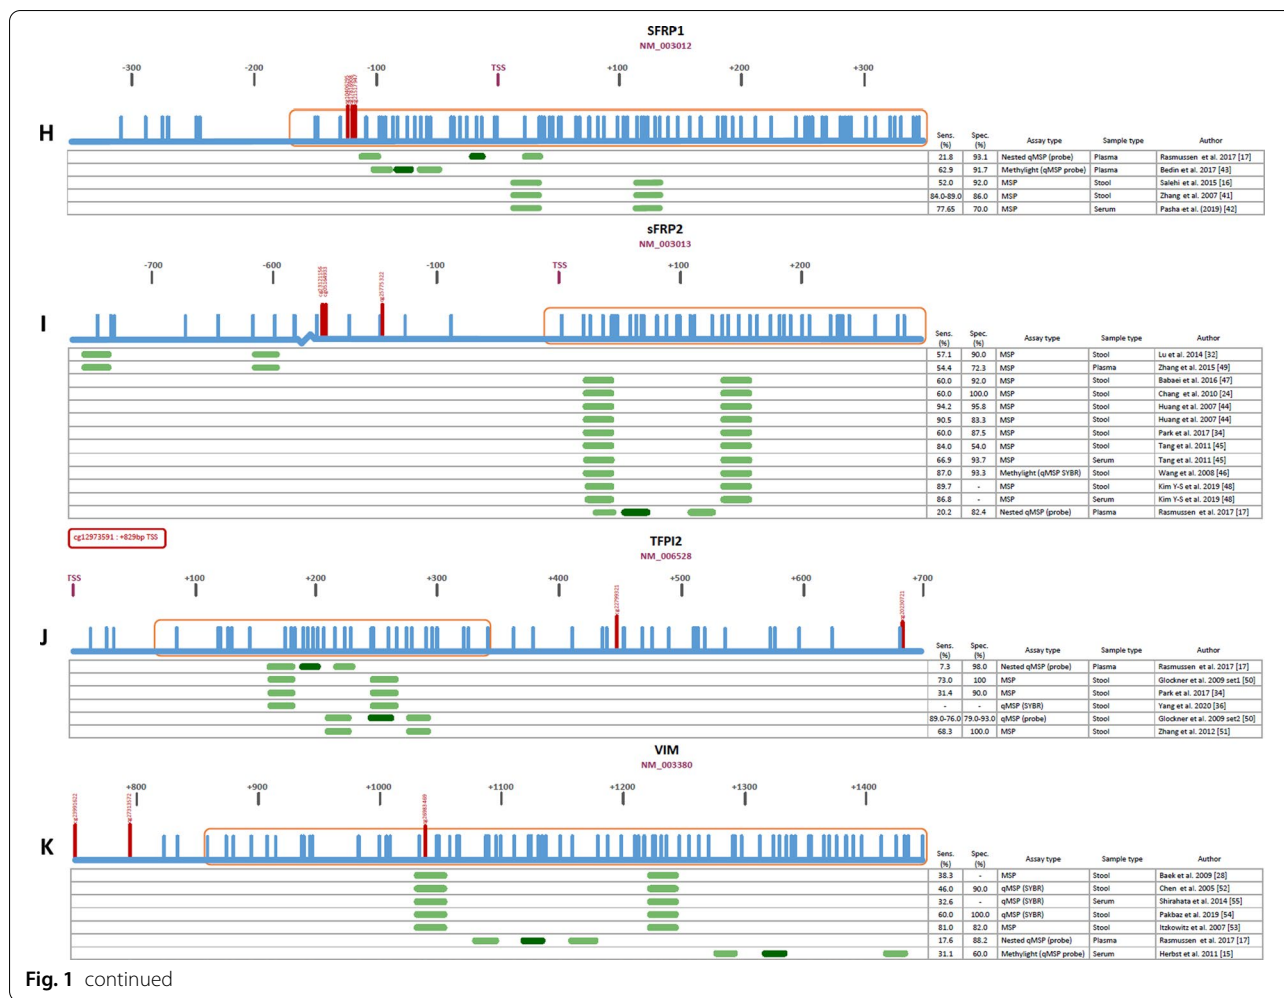 SFRP1
NM_003012
-300 -200 -100 TSS +100 +200 +300
H
Sens. (%) Spec. (%) Assay type Sample type Author
21.8 93.1 Nested qMSP (probe) Plasma Rasmussen et al. 2017 [17]
62.9 91.7 Methylight (qMSP probe) Plasma Bedin et al. 2017 [43]
52.0 92.0 MSP Stool Salehi et al. 2015 [16]
84.0-89.0 86.0 MSP Stool Zhang et al. 2007 [41]
77.65 70.0 MSP Serum Pasha et al. (2019) [42]
sFRP2
NM_003013
-700 -600 -100 TSS +100 +200
cg25775322
I
Sens. (%) Spec. (%) Assay type Sample type Author
57.1 90.0 MSP Stool Lu et al. 2014 [32]
54.4 72.3 MSP Plasma Zhang et al. 2015 [49]
60.0 92.0 MSP Stool Babaei et al. 2016 [47]
60.0 100.0 MSP Stool Chang et al. 2010 [24]
94.2 95.8 MSP Stool Huang et al. 2007 [44]
90.5 83.3 MSP Stool Huang et al. 2007 [44]
60.0 87.5 MSP Stool Park et al. 2017 [34]
84.0 54.0 MSP Stool Tang et al. 2011 [45]
66.9 93.7 MSP Serum Tang et al. 2011 [45]
87.0 93.3 Methylight (qMSP SYBR) Stool Wang et al. 2008 [46]
89.7 - MSP Stool Kim Y-S et al. 2019 [48]
86.8 - MSP Serum Kim Y-S et al. 2019 [48]
20.2 82.4 Nested qMSP (probe) Plasma Rasmussen et al. 2017 [17]
cg12973591 : +829bp TSS
TFPI2
NM_006528
TSS +100 +200 +300 +400 +500 +600 +700
cg22799321 cg20230721
J
Sens. (%) Spec. (%) Assay type Sample type Author
7.3 98.0 Nested qMSP (probe) Plasma Rasmussen et al. 2017 [17]
73.0 100 MSP Stool Glockner et al. 2009 set1 [50]
31.4 90.0 MSP Stool Park et al. 2017 [34]
- - qMSP (SYBR) Stool Yang et al. 2020 [36]
89.0-76.0 79.0-93.0 qMSP (probe) Stool Glockner et al. 2009 set2 [50]
68.3 100.0 MSP Stool Zhang et al. 2012 [51]
VIM
NM_003380
+800 +900 +1000 +1100 +1200 +1300 +1400
K
Sens. (%) Spec. (%) Assay type Sample type Author
38.3 - MSP Stool Baek et al. 2009 [28]
46.0 90.0 qMSP (SYBR) Stool Chen et al. 2005 [52]
32.6 - qMSP (SYBR) Serum Shirahata et al. 2014 [55]
60.0 100.0 qMSP (SYBR) Stool Pakbaz et al. 2019 [54]
81.0 82.0 MSP Stool Itzkowitz et al. 2007 [53]
17.6 88.2 Nested qMSP (probe) Plasma Rasmussen et al. 2017 [17]
31.1 60.0 Methylight (qMSP probe) Serum Herbst et al. 2011 [15]
Fig. 1 continued